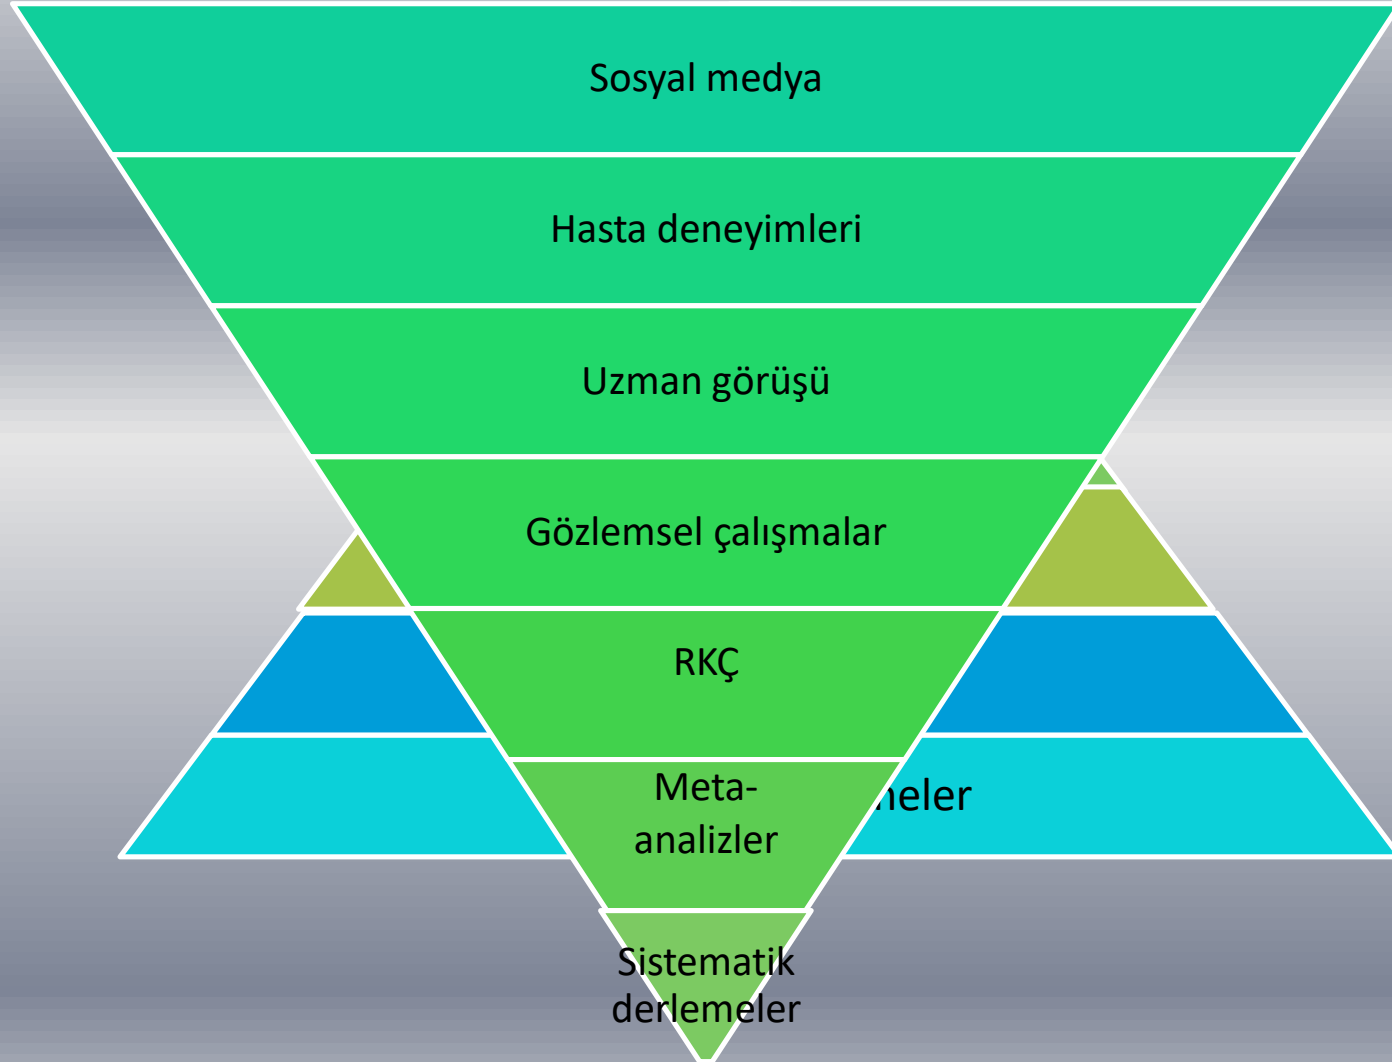 Sosyal medya
Hasta deneyimleri
Uzman görüşü
Gözlemsel çalışmalar
RKÇ
Meta-
analizler
Sistematik
derlemeler